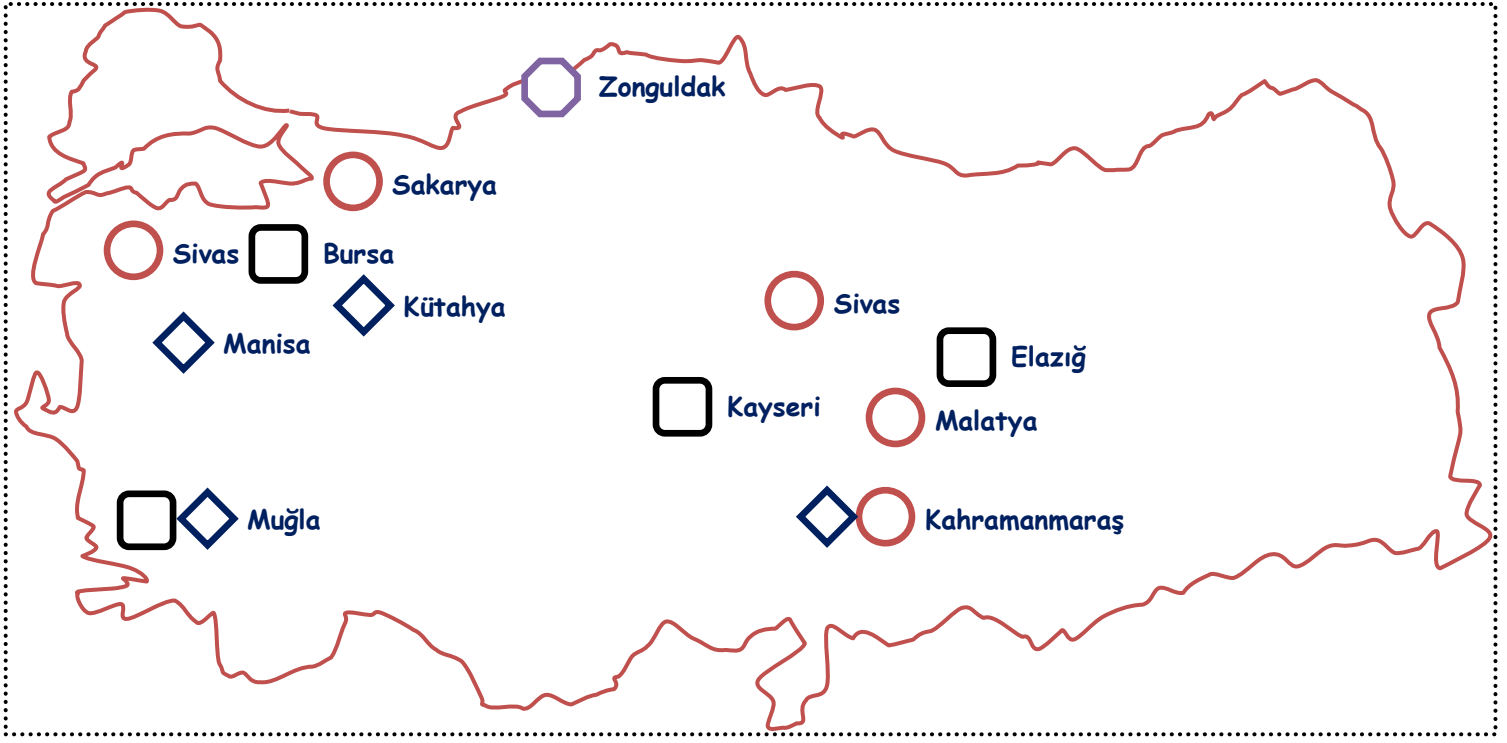 Zonguldak
Sakarya
Sivas
Bursa
Kütahya
Sivas
Manisa
Elazığ
Kayseri
Malatya
Muğla
Kahramanmaraş